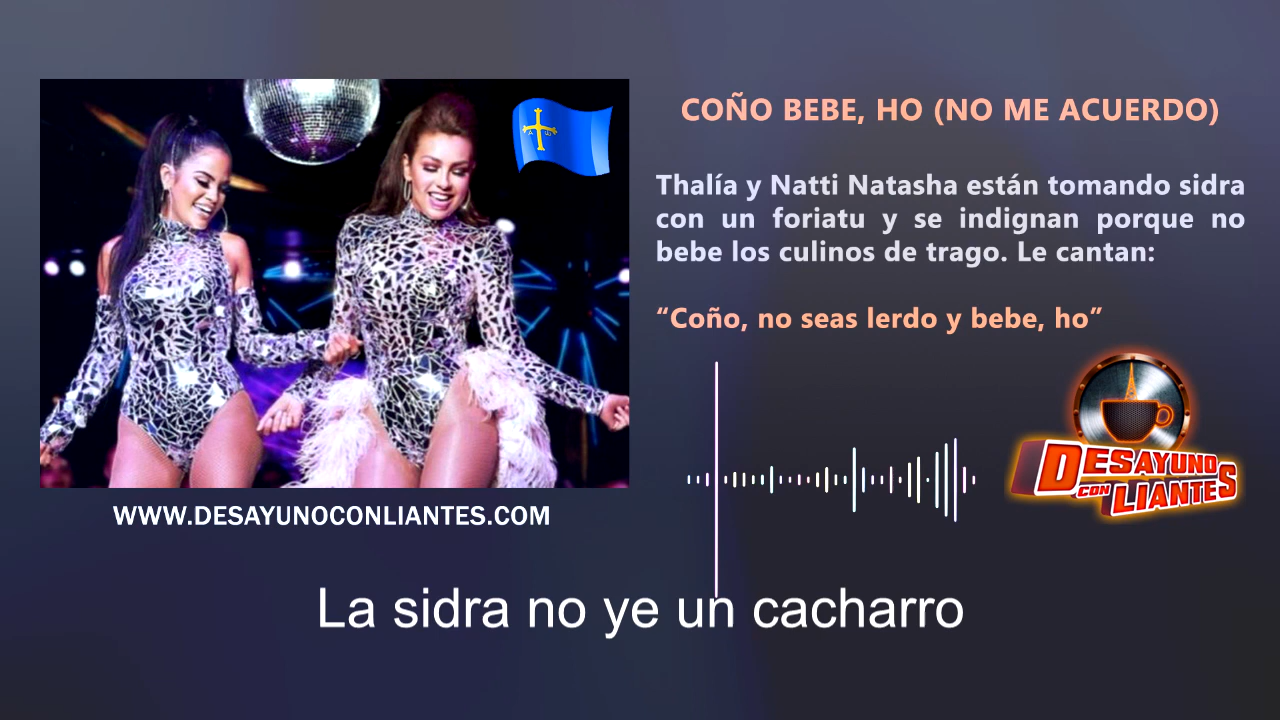 COÑO BEBE, HO (NO ME ACUERDO)
Thalía y Natti Natasha están tomando sidra
con un foriatu y se indignan porque no
bebe los culinos de trago. Le cantan:
“Coño, no seas lerdo y bebe, ho”
DESAYUNO
CON LIANTES
WWW.DESAYUNOCONLIANTES.COM
La sidra no ye un cacharro